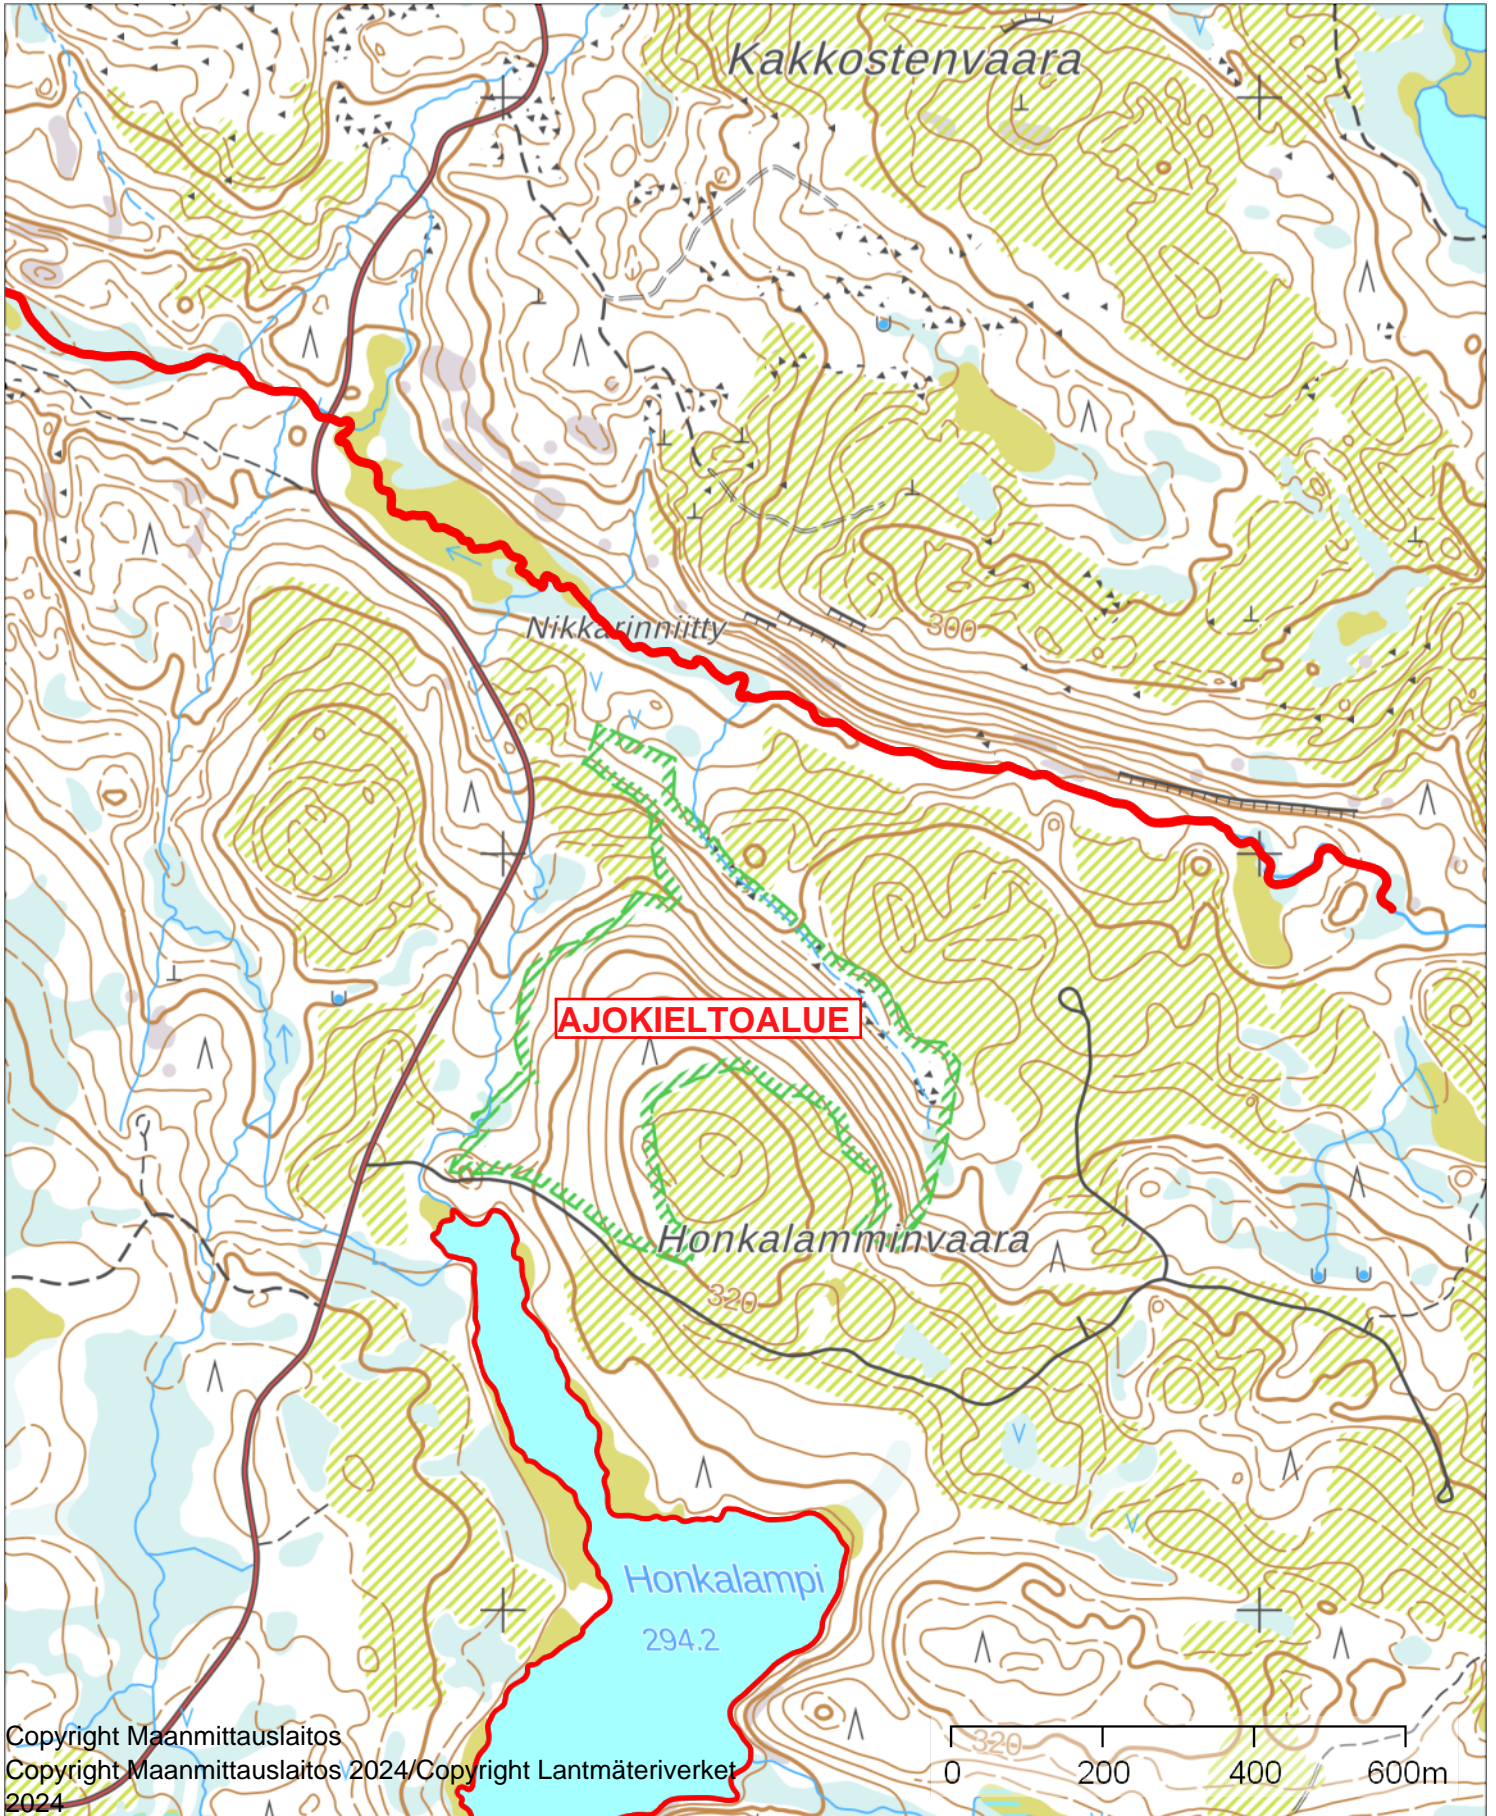 Kakkostenvaara
Nikkarinniitty
300
AJOKIELTOALUE
Honkalamminvaara
320
Honkalampi
294.2
320
Copyright Maanmittauslaitos
Copyright Maanmittauslaitos 2024/Copyright Lantmäteriverket
2024
0 200 400 600m